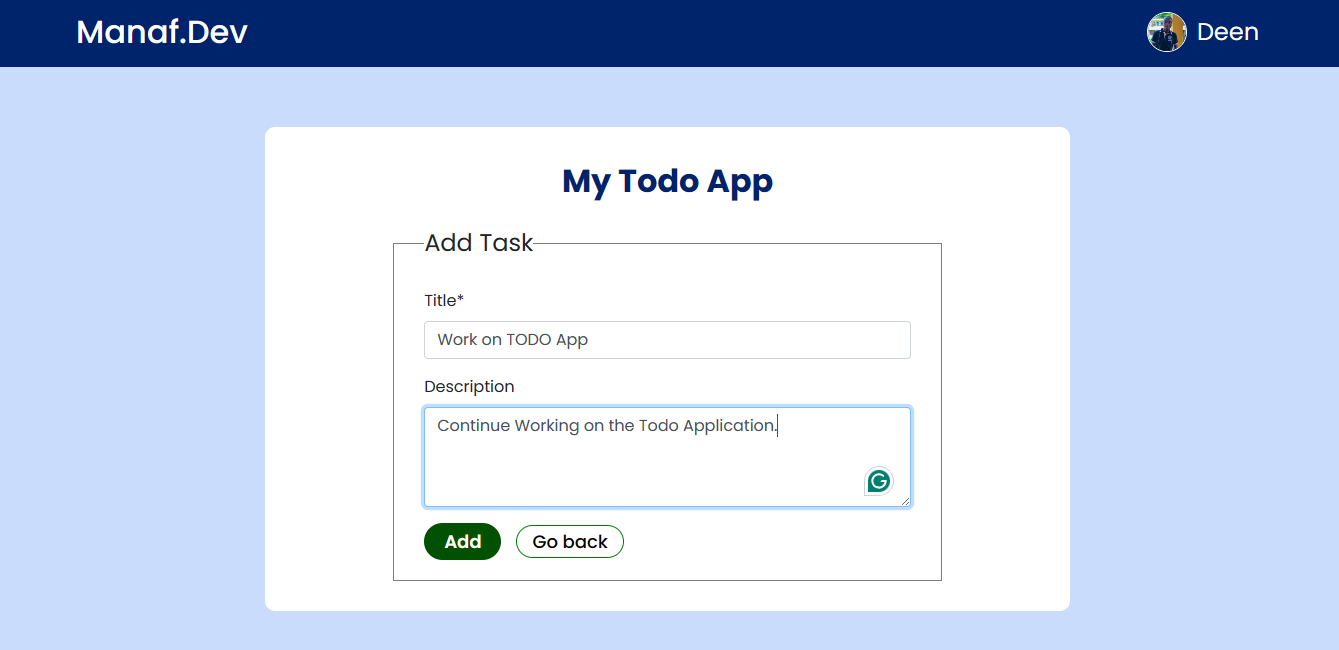 Manaf.Dev
Deen
My Todo App
Add Task
Title*
Work on TODO App
Description
Continue Working on the Todo Application.
G
Add
Go back